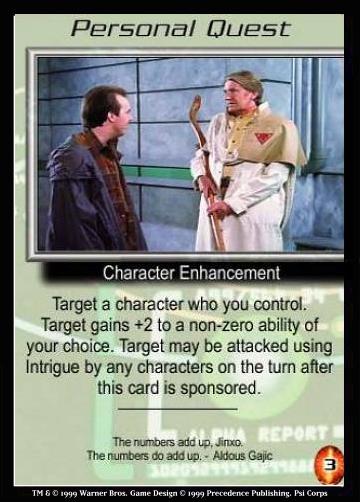 Personal Quest
Character Enhancement
Target a character who you control.
Target gains +2 to a non-zero ability of
your choice. Target may be attacked using
Intrigue by any characters on the turn after
this card is sponsored.
The numbers add up, Jinxo.
The numbers do add up. - Aldous Gajic
ALPHA REPORT
3
TM & © 1999 Warner Bros. Game Design © 1999 Precedence Publishing. Psi Corps